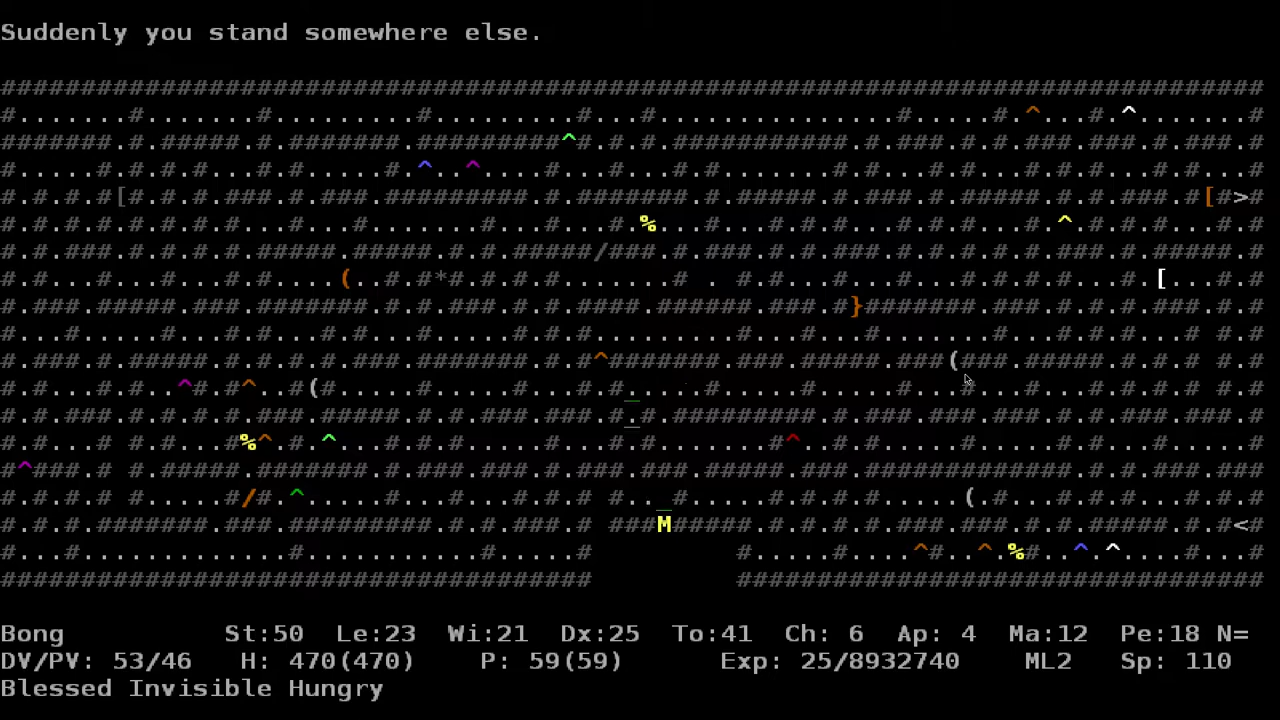 Suddenly you stand somewhere else.
Bong St:50 Le:23 Wi:21 Dx:25 To:41 Ch: 6 Ap: 4 Ma:12 Pe:18 N=
DV/PV: 53/46 H: 470(470) P: 59(59) Exp: 25/8932740 ML2 Sp: 110
Blessed Invisible Hungry